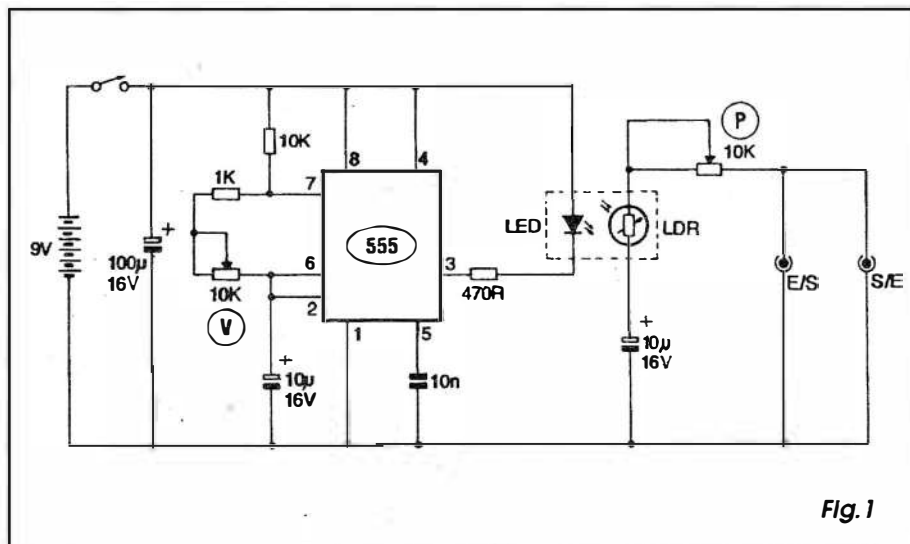 P
10K
10K
8
4
1K
7
LED
µ
LDR
9V
+
100µ
16V
555
6
3
470R
E/S
S/E
10K
2
V
1
5
+
10µ
16V
10n
+
10µ
16V
Fig. 1